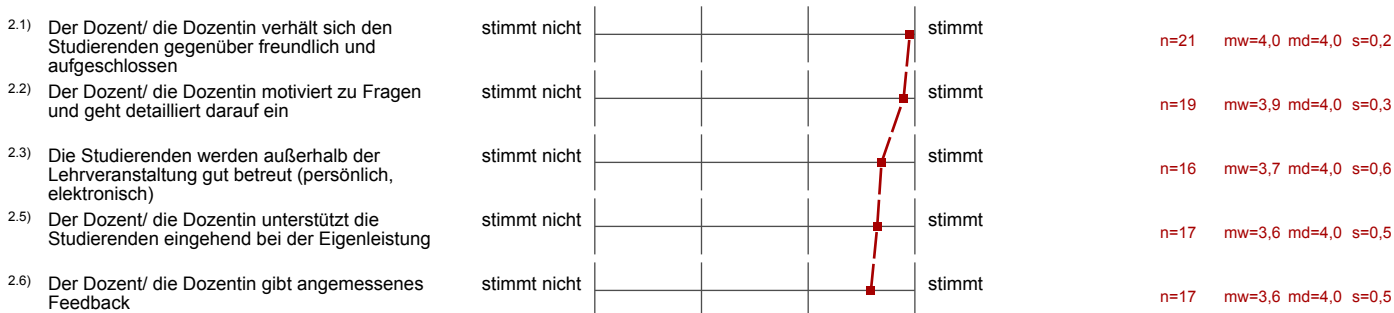 2.1) Der Dozent/ die Dozentin verhält sich den stimmt nicht stimmt
Studierenden gegenüber freundlich und n=21 mw=4,0 md=4,0 s=0,2
aufgeschlossen
2.2) Der Dozent/ die Dozentin motiviert zu Fragen stimmt nicht stimmt
und geht detailliert darauf ein n=19 mw=3,9 md=4,0 s=0,3
2.3) Die Studierenden werden außerhalb der stimmt nicht stimmt
Lehrveranstaltung gut betreut (persönlich, n=16 mw=3,7 md=4,0 s=0,6
elektronisch)
2.5) Der Dozent/ die Dozentin unterstützt die stimmt nicht stimmt
Studierenden eingehend bei der Eigenleistung n=17 mw=3,6 md=4,0 s=0,5
2.6) Der Dozent/ die Dozentin gibt angemessenes stimmt nicht stimmt
Feedback n=17 mw=3,6 md=4,0 s=0,5